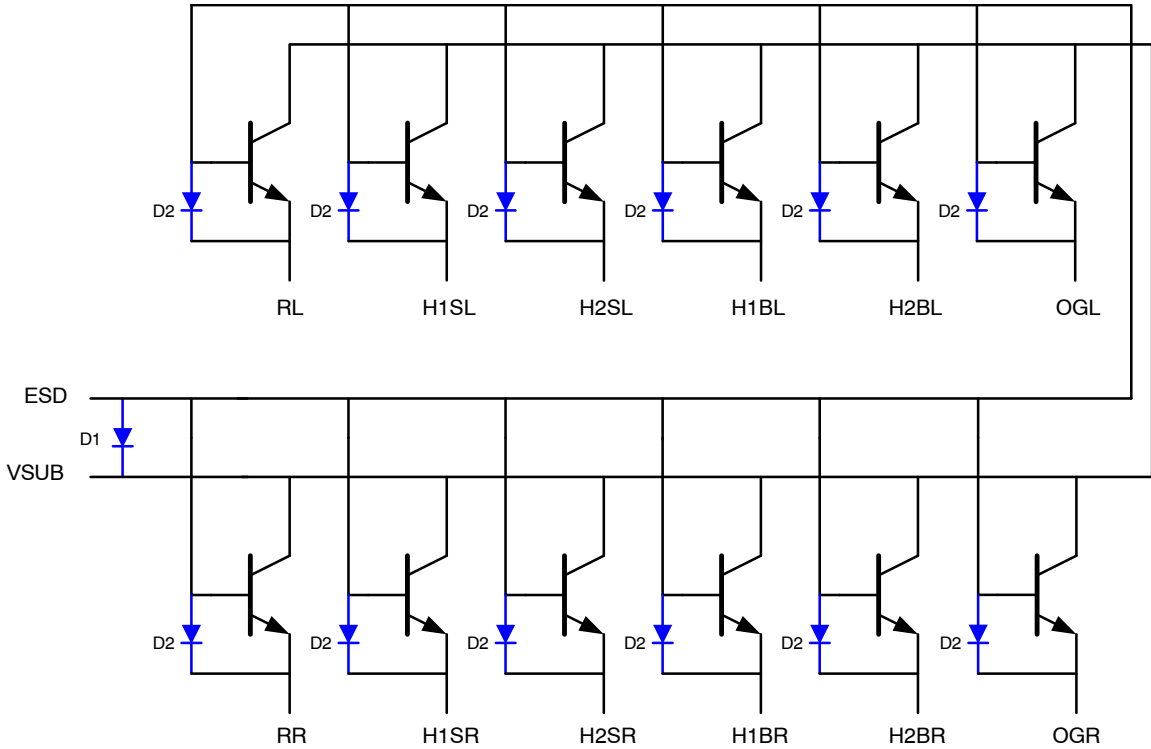 D2 D2 D2 D2 D2 D2
RL H1SL H2SL H1BL H2BL OGL
ESD
D1
VSUB
D2 D2 D2 D2 D2 D2
RR H1SR H2SR H1BR H2BR OGR